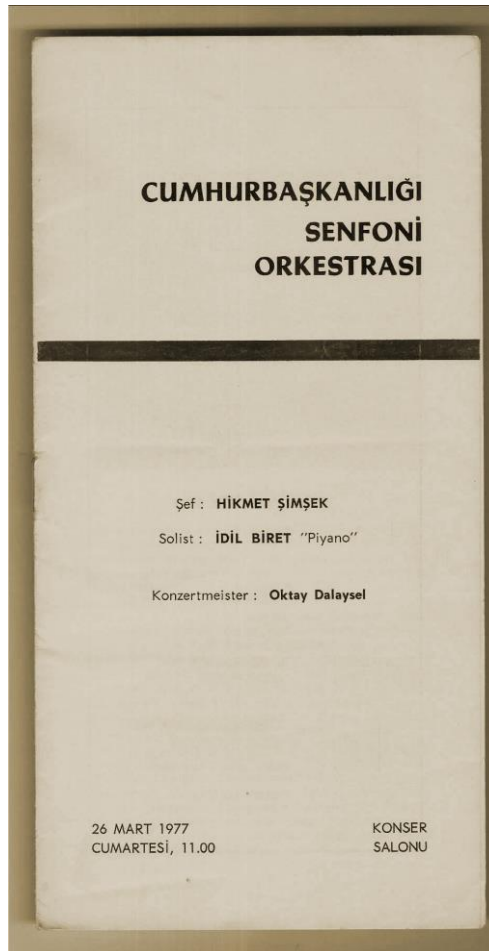 CUMHURBAŞKANLIĞI
SENFONİ
ORKESTRASI
Şef : HİKMET ŞİMŞEK
Solist : İDİL BİRET "Piyano"
Konzertmeister : Oktay Dalaysel
26 MART 1977
CUMARTESİ, 11.00
KONSER
SALONU